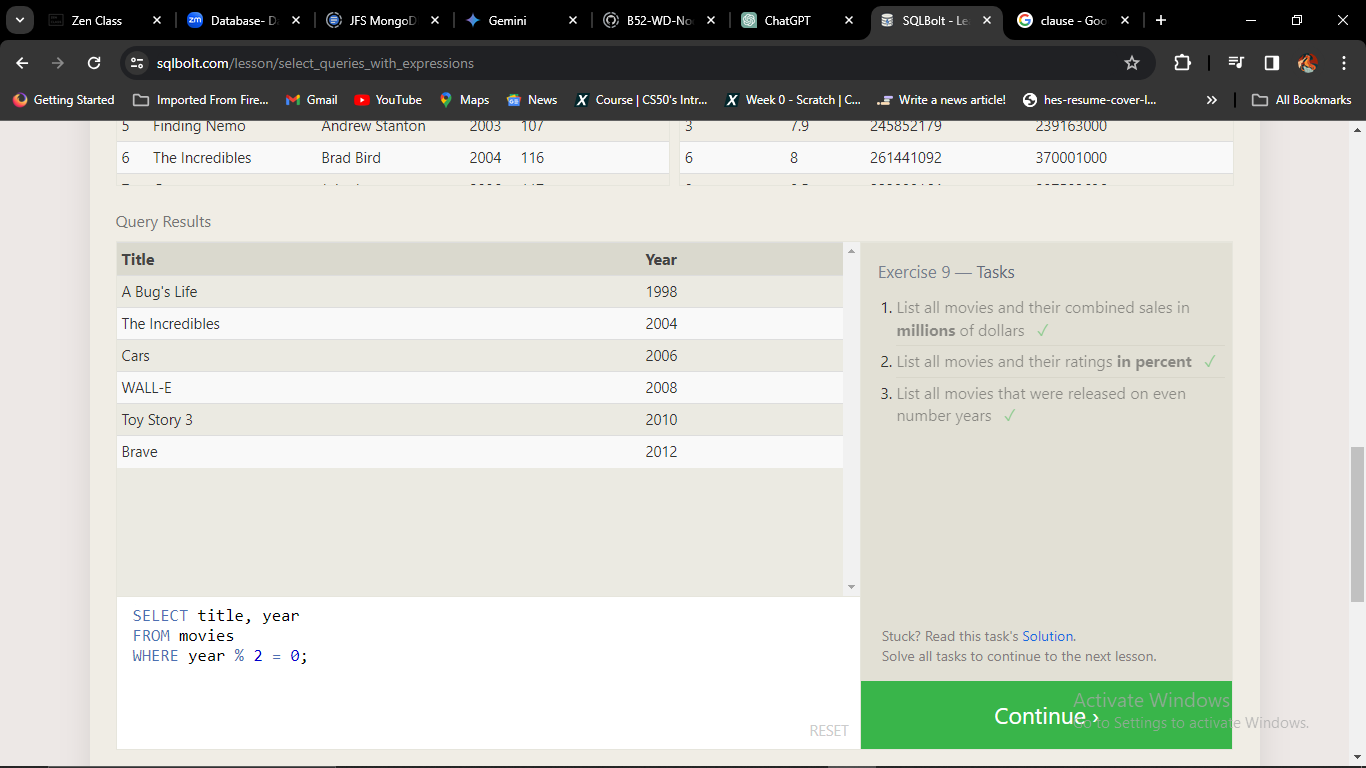 Zen Class
Database- D
JFS MongoD
Gemini
B52-WD-No
ChatGPT
SQLBolt - Le
clause - Goo
sqlbolt.com/lesson/select_queries_with_expressions
Getting Started
Imported From Fire...
Gmail
YouTube
Maps
News
Course | CS50's Intr...
Week 0 - Scratch | C...
Write a news article!
hes-resume-cover-l...
»
All Bookmarks
5 Finding Nemo Andrew Stanton 2003 107
3 7.9 245852179 239163000
6 The Incredibles Brad Bird 2004 116
6 8 261441092 370001000
Query Results
Title Year
A Bug's Life 1998
The Incredibles 2004
Cars 2006
WALL-E 2008
Toy Story 3 2010
Brave 2012
Exercise 9 — Tasks
1. List all movies and their combined sales in
millions of dollars ✓
2. List all movies and their ratings in percent ✓
3. List all movies that were released on even
number years ✓
SELECT title, year
FROM movies
WHERE year % 2 = 0;
RESET
Stuck? Read this task's Solution.
Solve all tasks to continue to the next lesson.
Continue ›
Activate Windows
Go to Settings to activate Windows.